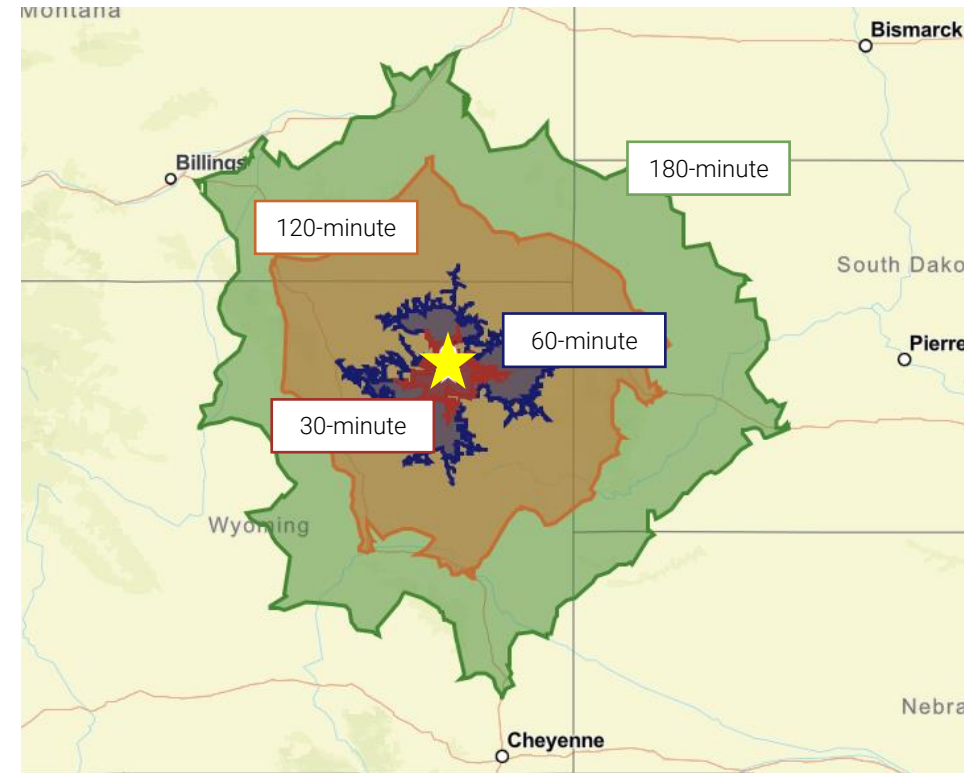 Montana
Bismarck
Billings
180-minute
120-minute
South Dako
60-minute
Pierre
30-minute
Wyoming
Nebra
Cheyenne